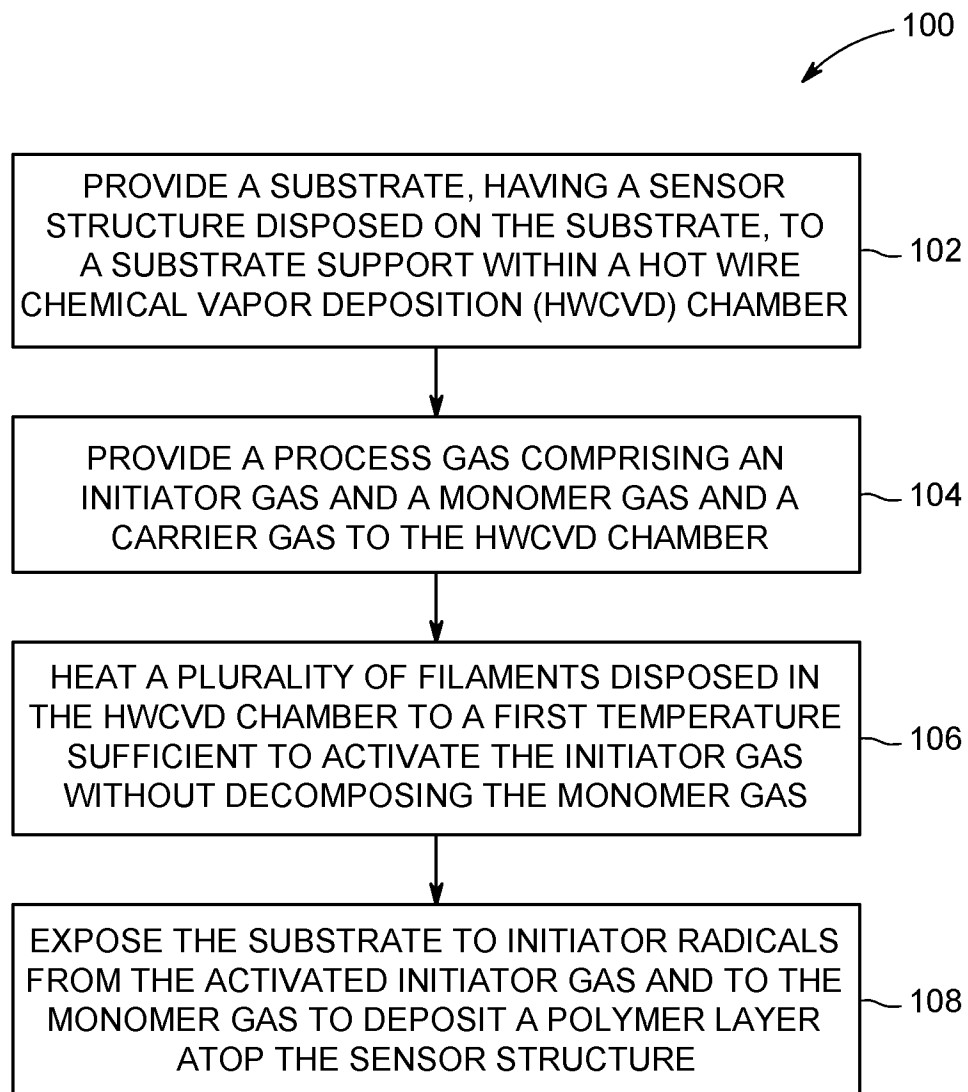 100
PROVIDE A SUBSTRATE, HAVING A SENSOR
STRUCTURE DISPOSED ON THE SUBSTRATE, TO
A SUBSTRATE SUPPORT WITHIN A HOT WIRE
CHEMICAL VAPOR DEPOSITION (HWCVD) CHAMBER
102
PROVIDE A PROCESS GAS COMPRISING AN
INITIATOR GAS AND A MONOMER GAS AND A
CARRIER GAS TO THE HWCVD CHAMBER
104
HEAT A PLURALITY OF FILAMENTS DISPOSED IN
THE HWCVD CHAMBER TO A FIRST TEMPERATURE
SUFFICIENT TO ACTIVATE THE INITIATOR GAS
WITHOUT DECOMPOSING THE MONOMER GAS
106
EXPOSE THE SUBSTRATE TO INITIATOR RADICALS
FROM THE ACTIVATED INITIATOR GAS AND TO THE
MONOMER GAS TO DEPOSIT A POLYMER LAYER
ATOP THE SENSOR STRUCTURE
108